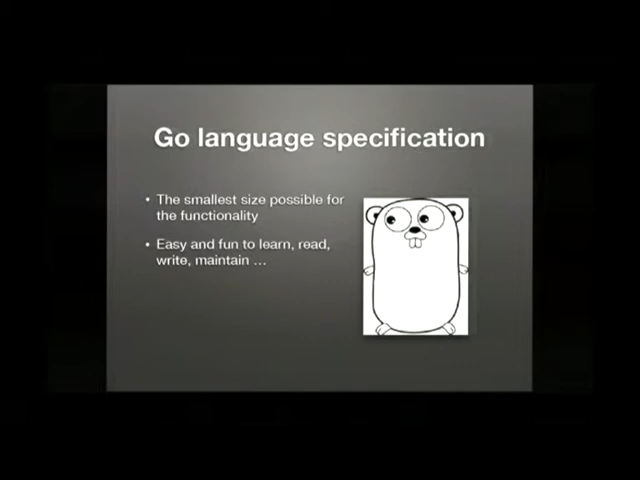 Go language specification
• The smallest size possible for
the functionality
• Easy and fun to learn, read,
write, maintain …